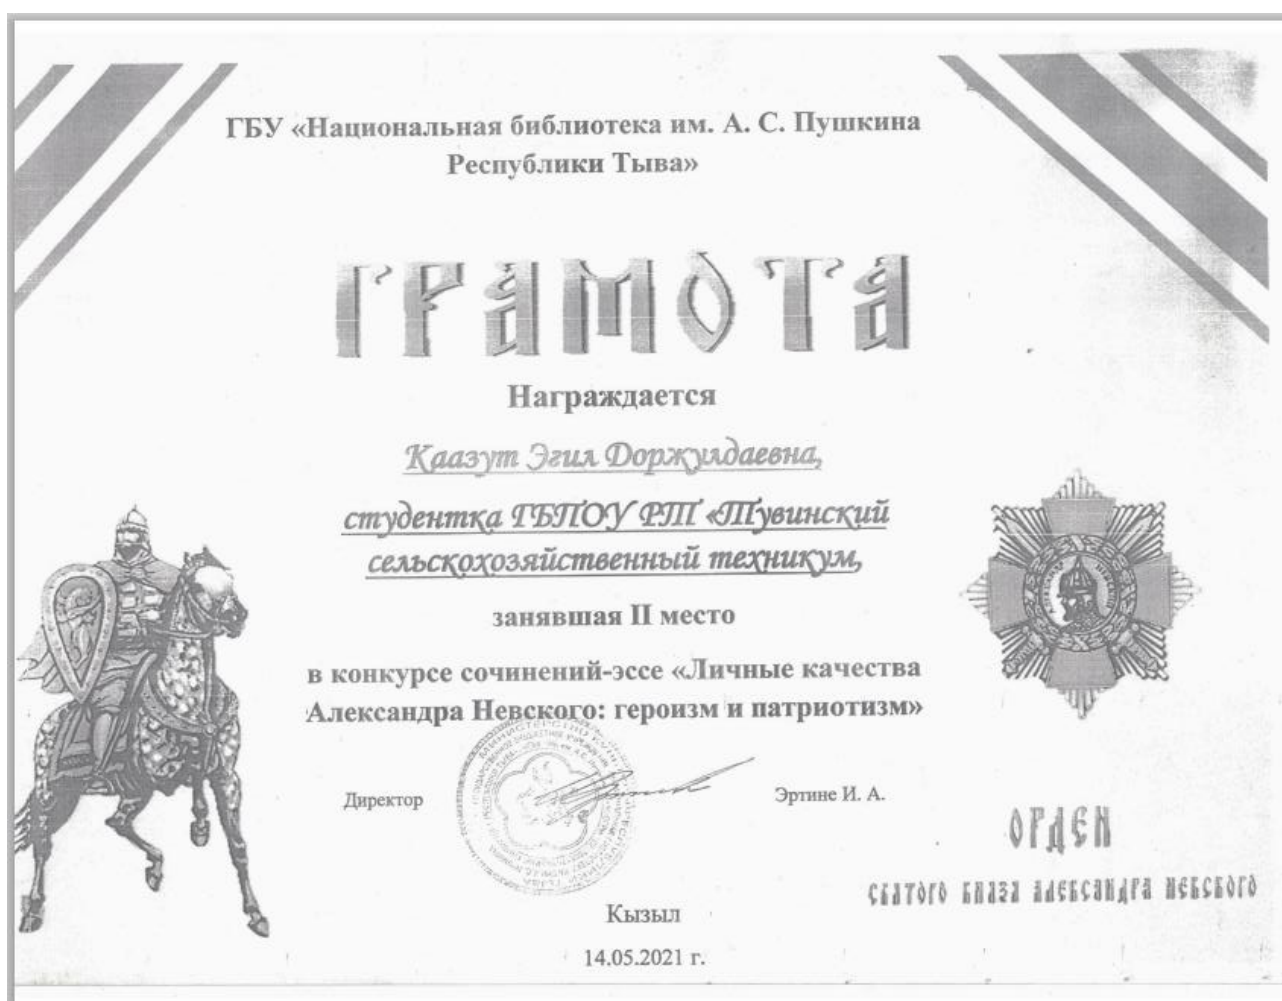 ГБУ «Национальная библиотека им. А. С. Пушкина
Республики Тыва»
ГРАМОТА
Награждается
Каазут Эгил Доржулдаевна,
студентка ГБПОУ РТ «Тувинский
сельскохозяйственный техникум,
занявшая II место
в конкурсе сочинений-эссе «Личные качества
Александра Невского: героизм и патриотизм»
Директор
Эртине И. А.
ОРДЕН
СВЯТОГО КНЯЗЯ АЛЕКСАНДРА НЕВСКОГО
Кызыл
14.05.2021 г.